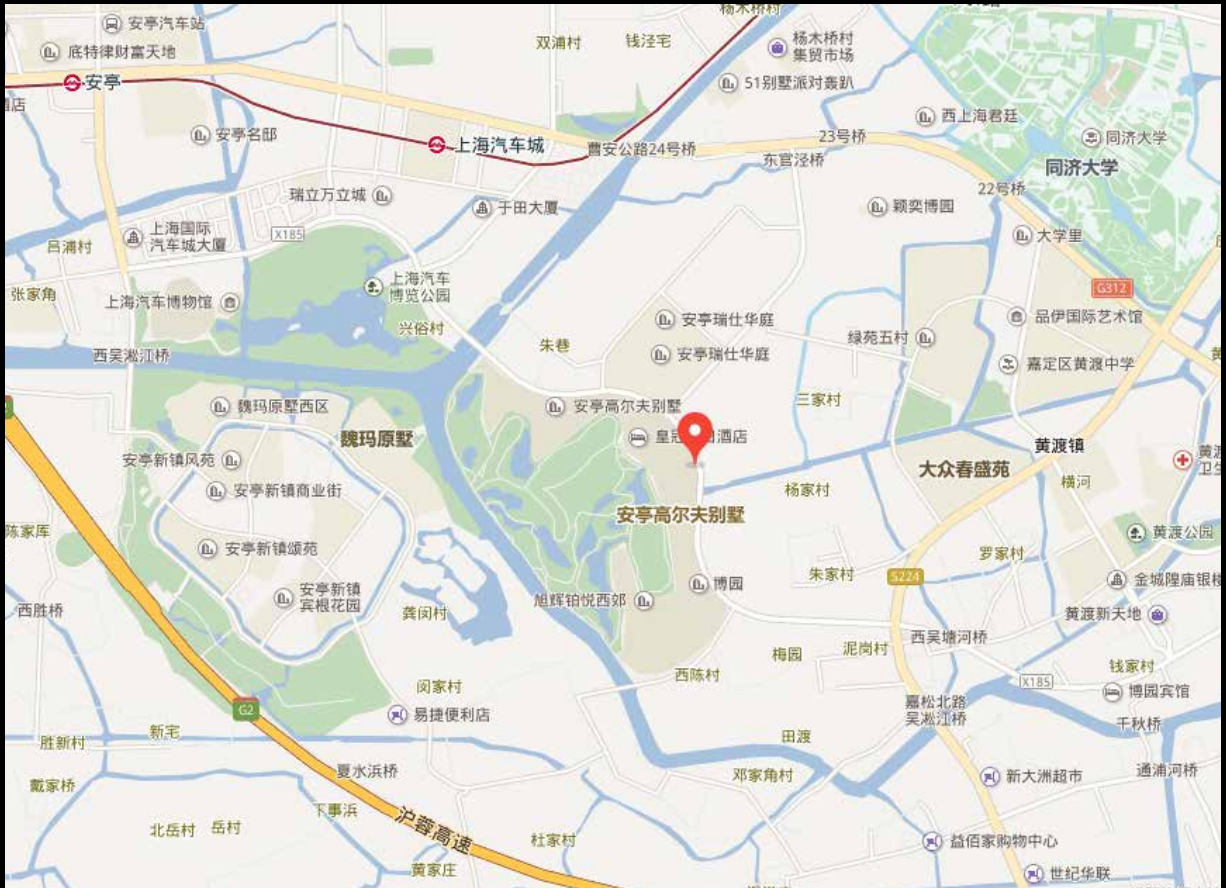 安亭汽车站
底特律财富天地
安亭
双浦村
钱泾宅
杨木桥村
杨木桥村
集贸市场
51别墅派对轰趴
安亭名邸
上海汽车城
曹安公路24号桥
23号桥
东官泾桥
西上海君廷
同济大学
同济大学
22号桥
瑞立万立城
于田大厦
颖奕博园
大学里
上海国际
汽车城大厦
X185
吕浦村
张家角
上海汽车博物馆
上海汽车
博览公园
兴俗村
G312
西吴淞江桥
朱巷
安亭瑞仕华庭
安亭瑞仕华庭
绿苑五村
品伊国际艺术馆
嘉定区黄渡中学
魏玛原墅西区
魏玛原墅
安亭高尔夫别墅
三家村
安亭新镇风苑
安亭新镇商业街
大众春盛苑
黄渡镇
横河
陈家厍
安亭高尔夫别墅
杨家村
安亭新镇颂苑
罗家村
黄渡公园
安亭新镇
宾根花园
博园
朱家村
S224
金城隍庙银楼
西胜桥
龚闵村
旭辉铂悦西郊
黄渡新天地
西吴塘河桥
梅园
泥岗村
西陈村
钱家村
X185
博园宾馆
闵家村
G2
易捷便利店
嘉松北路
吴淞江桥
千秋桥
新宅
胜新村
田渡
夏水浜桥
邓家角村
新大洲超市
通浦河桥
戴家桥
下事浜
北岳村
岳村
沪蓉高速
杜家村
益佰家购物中心
黄家庄
世纪华联